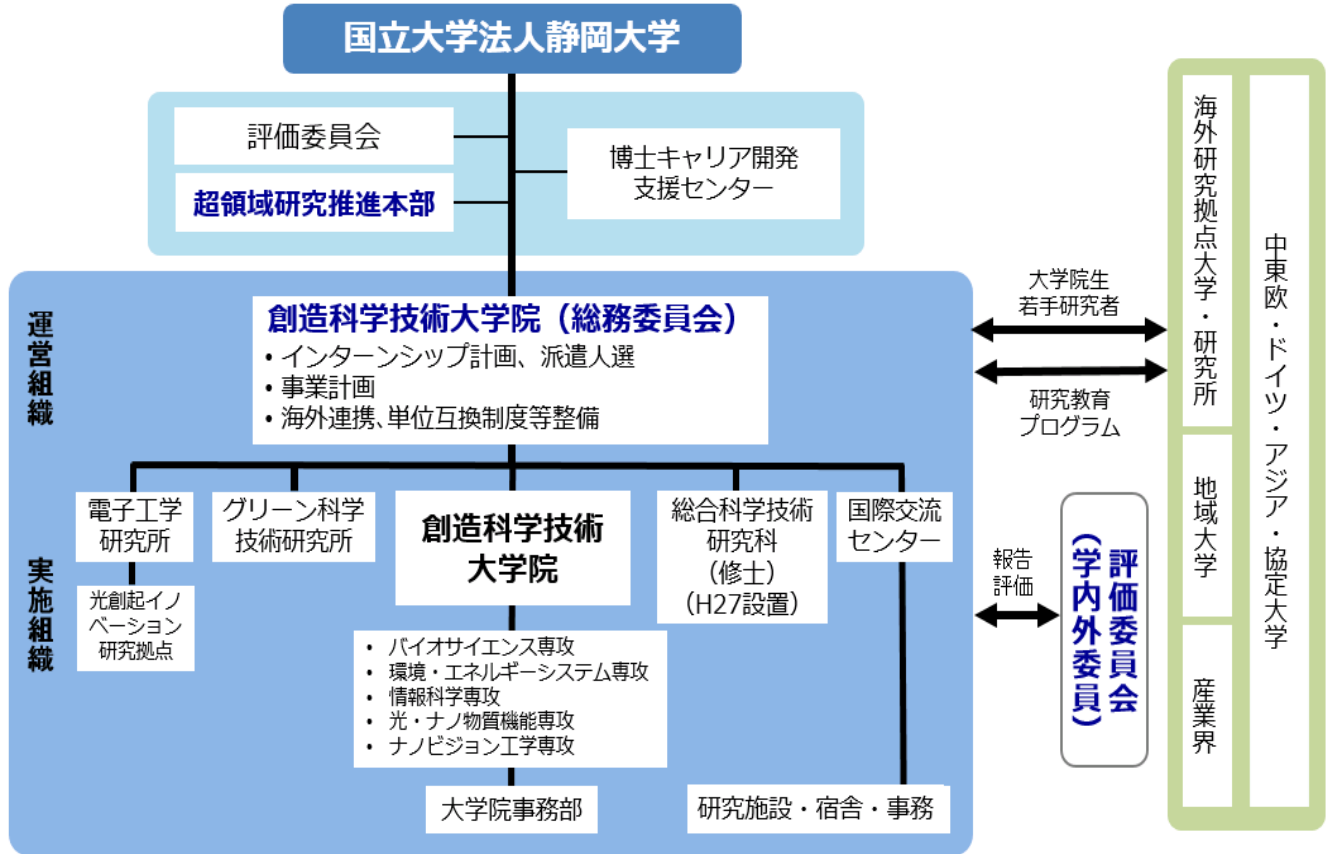 国立大学法人静岡大学
評価委員会
超領域研究推進本部
博士キャリア開発
支援センター
運営組織
創造科学技術大学院（総務委員会）
• インターンシップ計画、派遣人選
• 事業計画
• 海外連携、単位互換制度等整備
実施組織
電子工学
研究所
光創起イノ
ベーション
研究拠点
グリーン科学
技術研究所
創造科学技術
大学院
• バイオサイエンス専攻
• 環境・エネルギーシステム専攻
• 情報科学専攻
• 光・ナノ物質機能専攻
• ナノビジョン工学専攻
大学院事務部
総合科学技術
研究科
（修士）
（H27設置）
国際交流
センター
研究施設・宿舎・事務
大学院生
若手研究者
研究教育
プログラム
報告
評価
評価委員会
（学内外委員）
海外研究拠点大学・研究所
地域大学
産業界
中東欧・ドイツ・アジア・協定大学